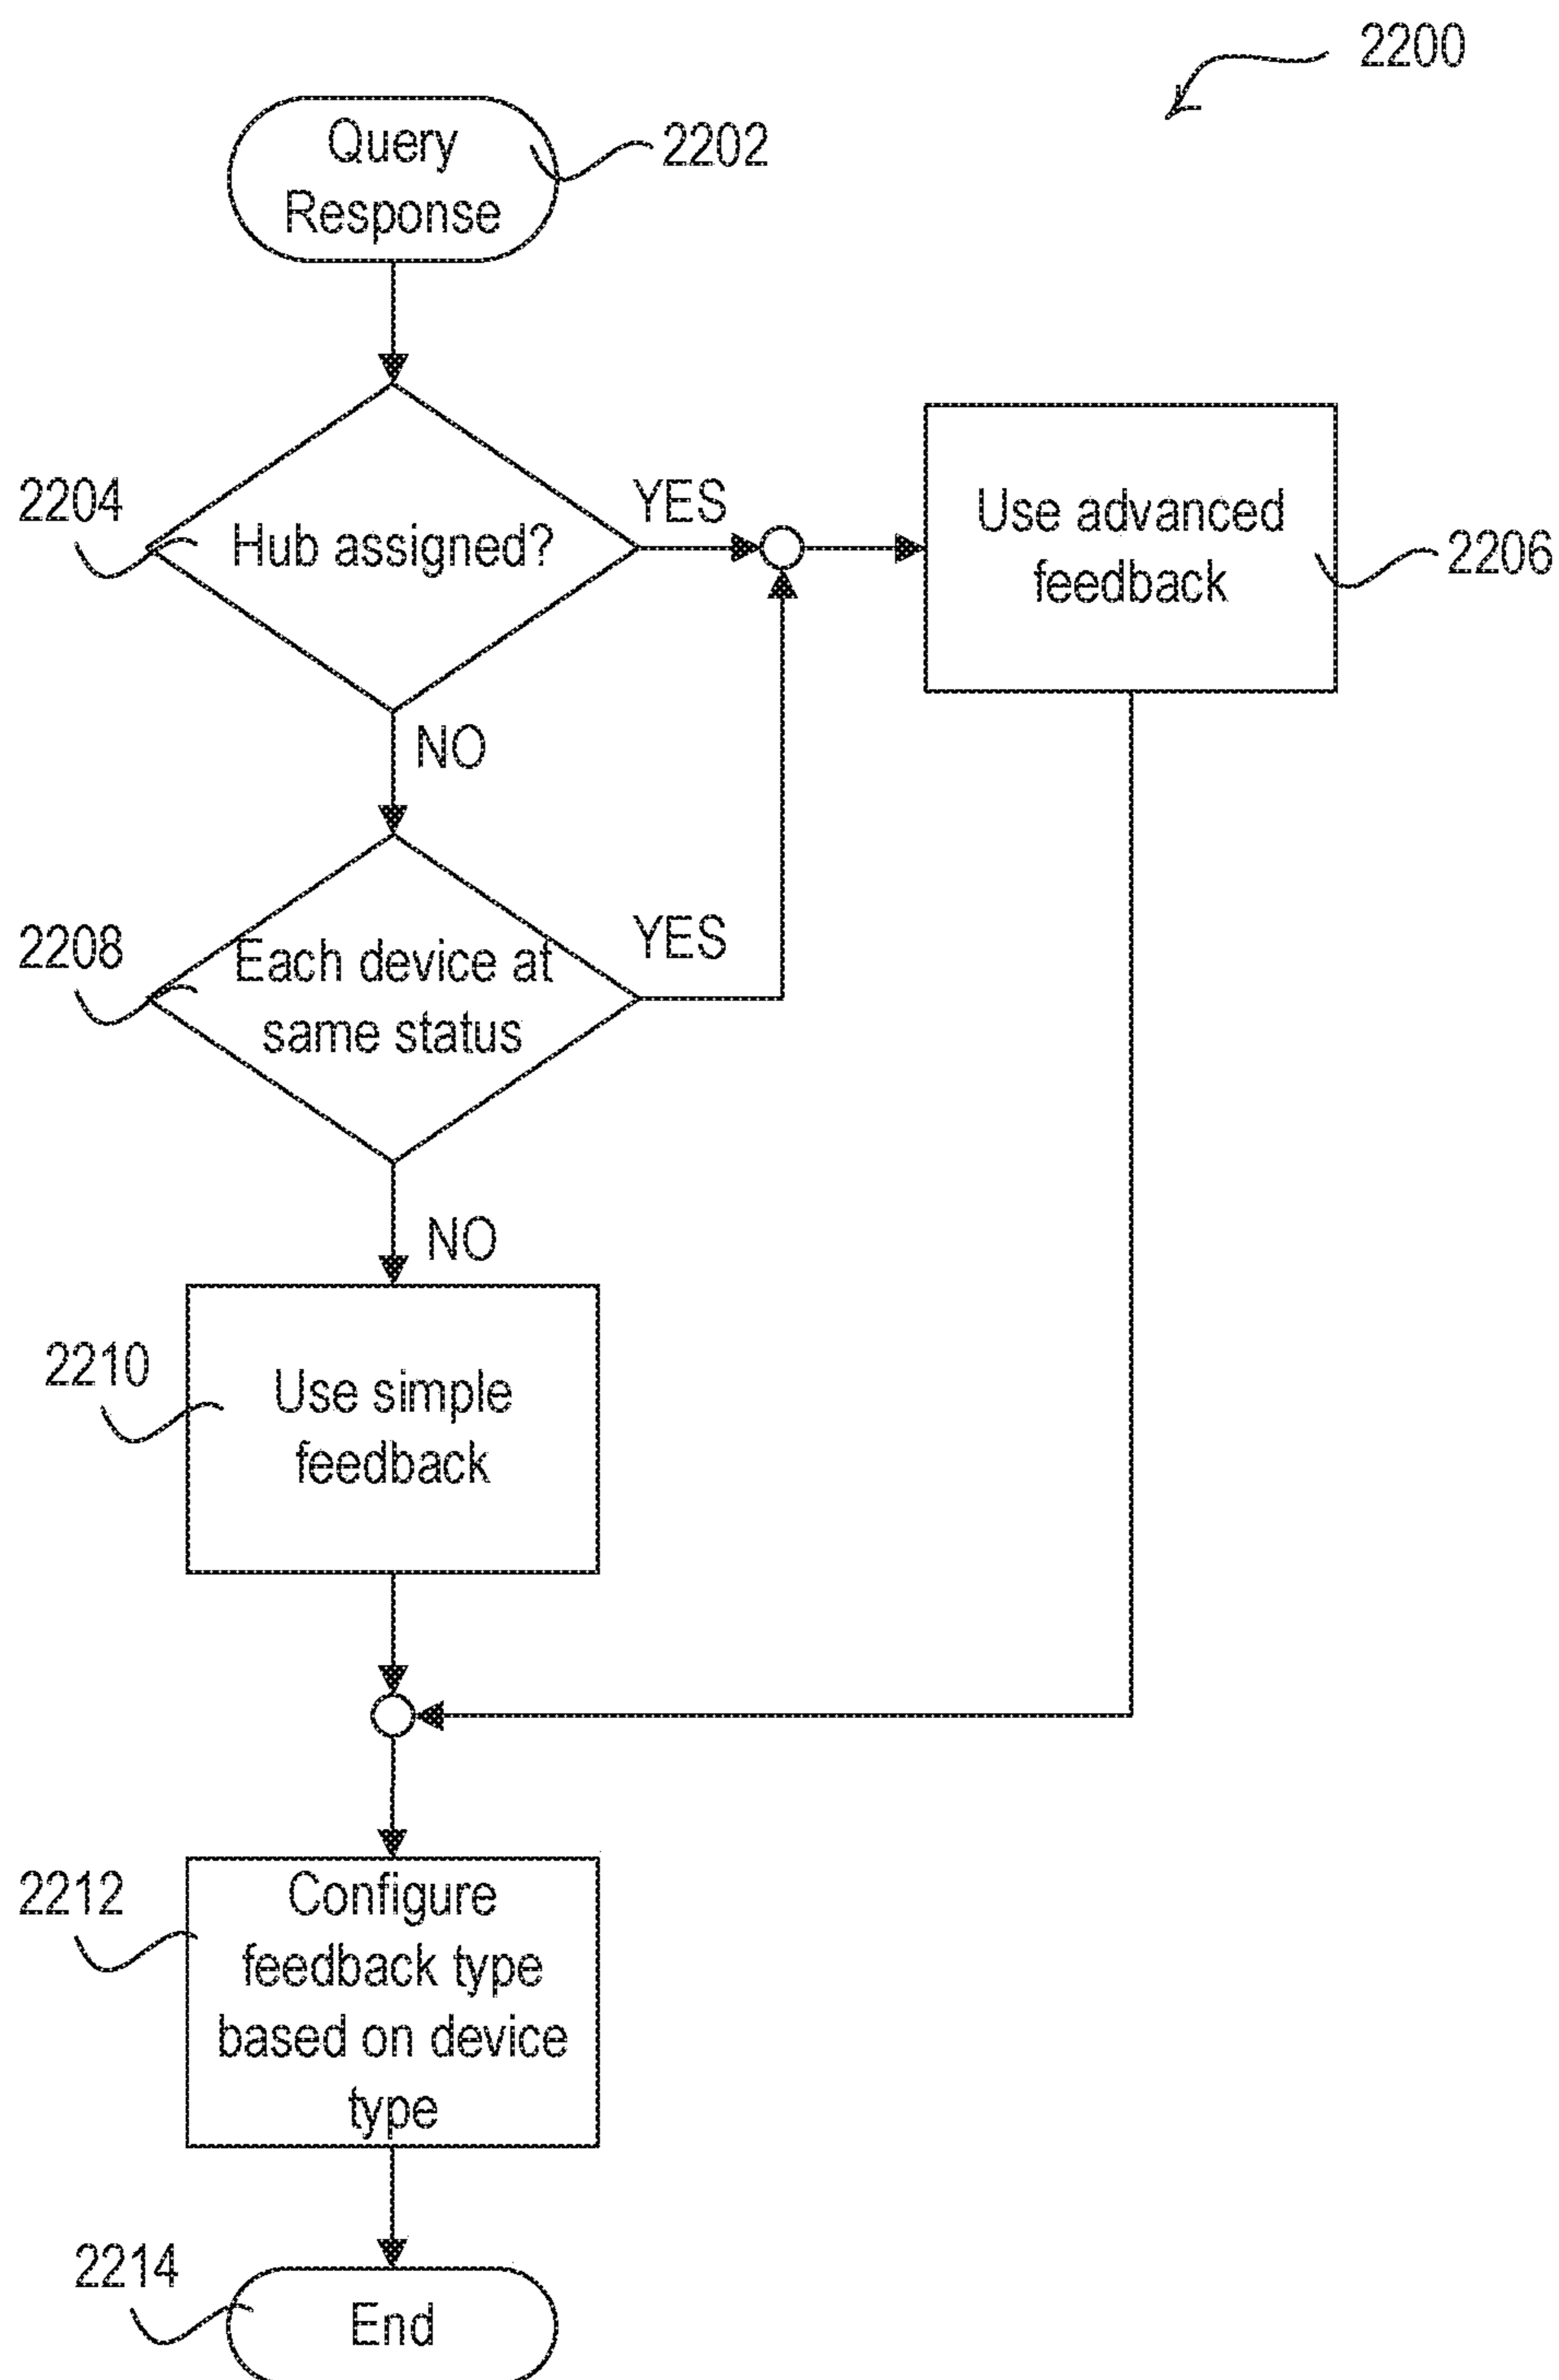 2200
Query
Response
2202
2204
Hub assigned?
YES
Use advanced
feedback
2206
NO
2208
Each device at
same status
YES
NO
2210
Use simple
feedback
2212
Configure
feedback type
based on device
type
2214
End